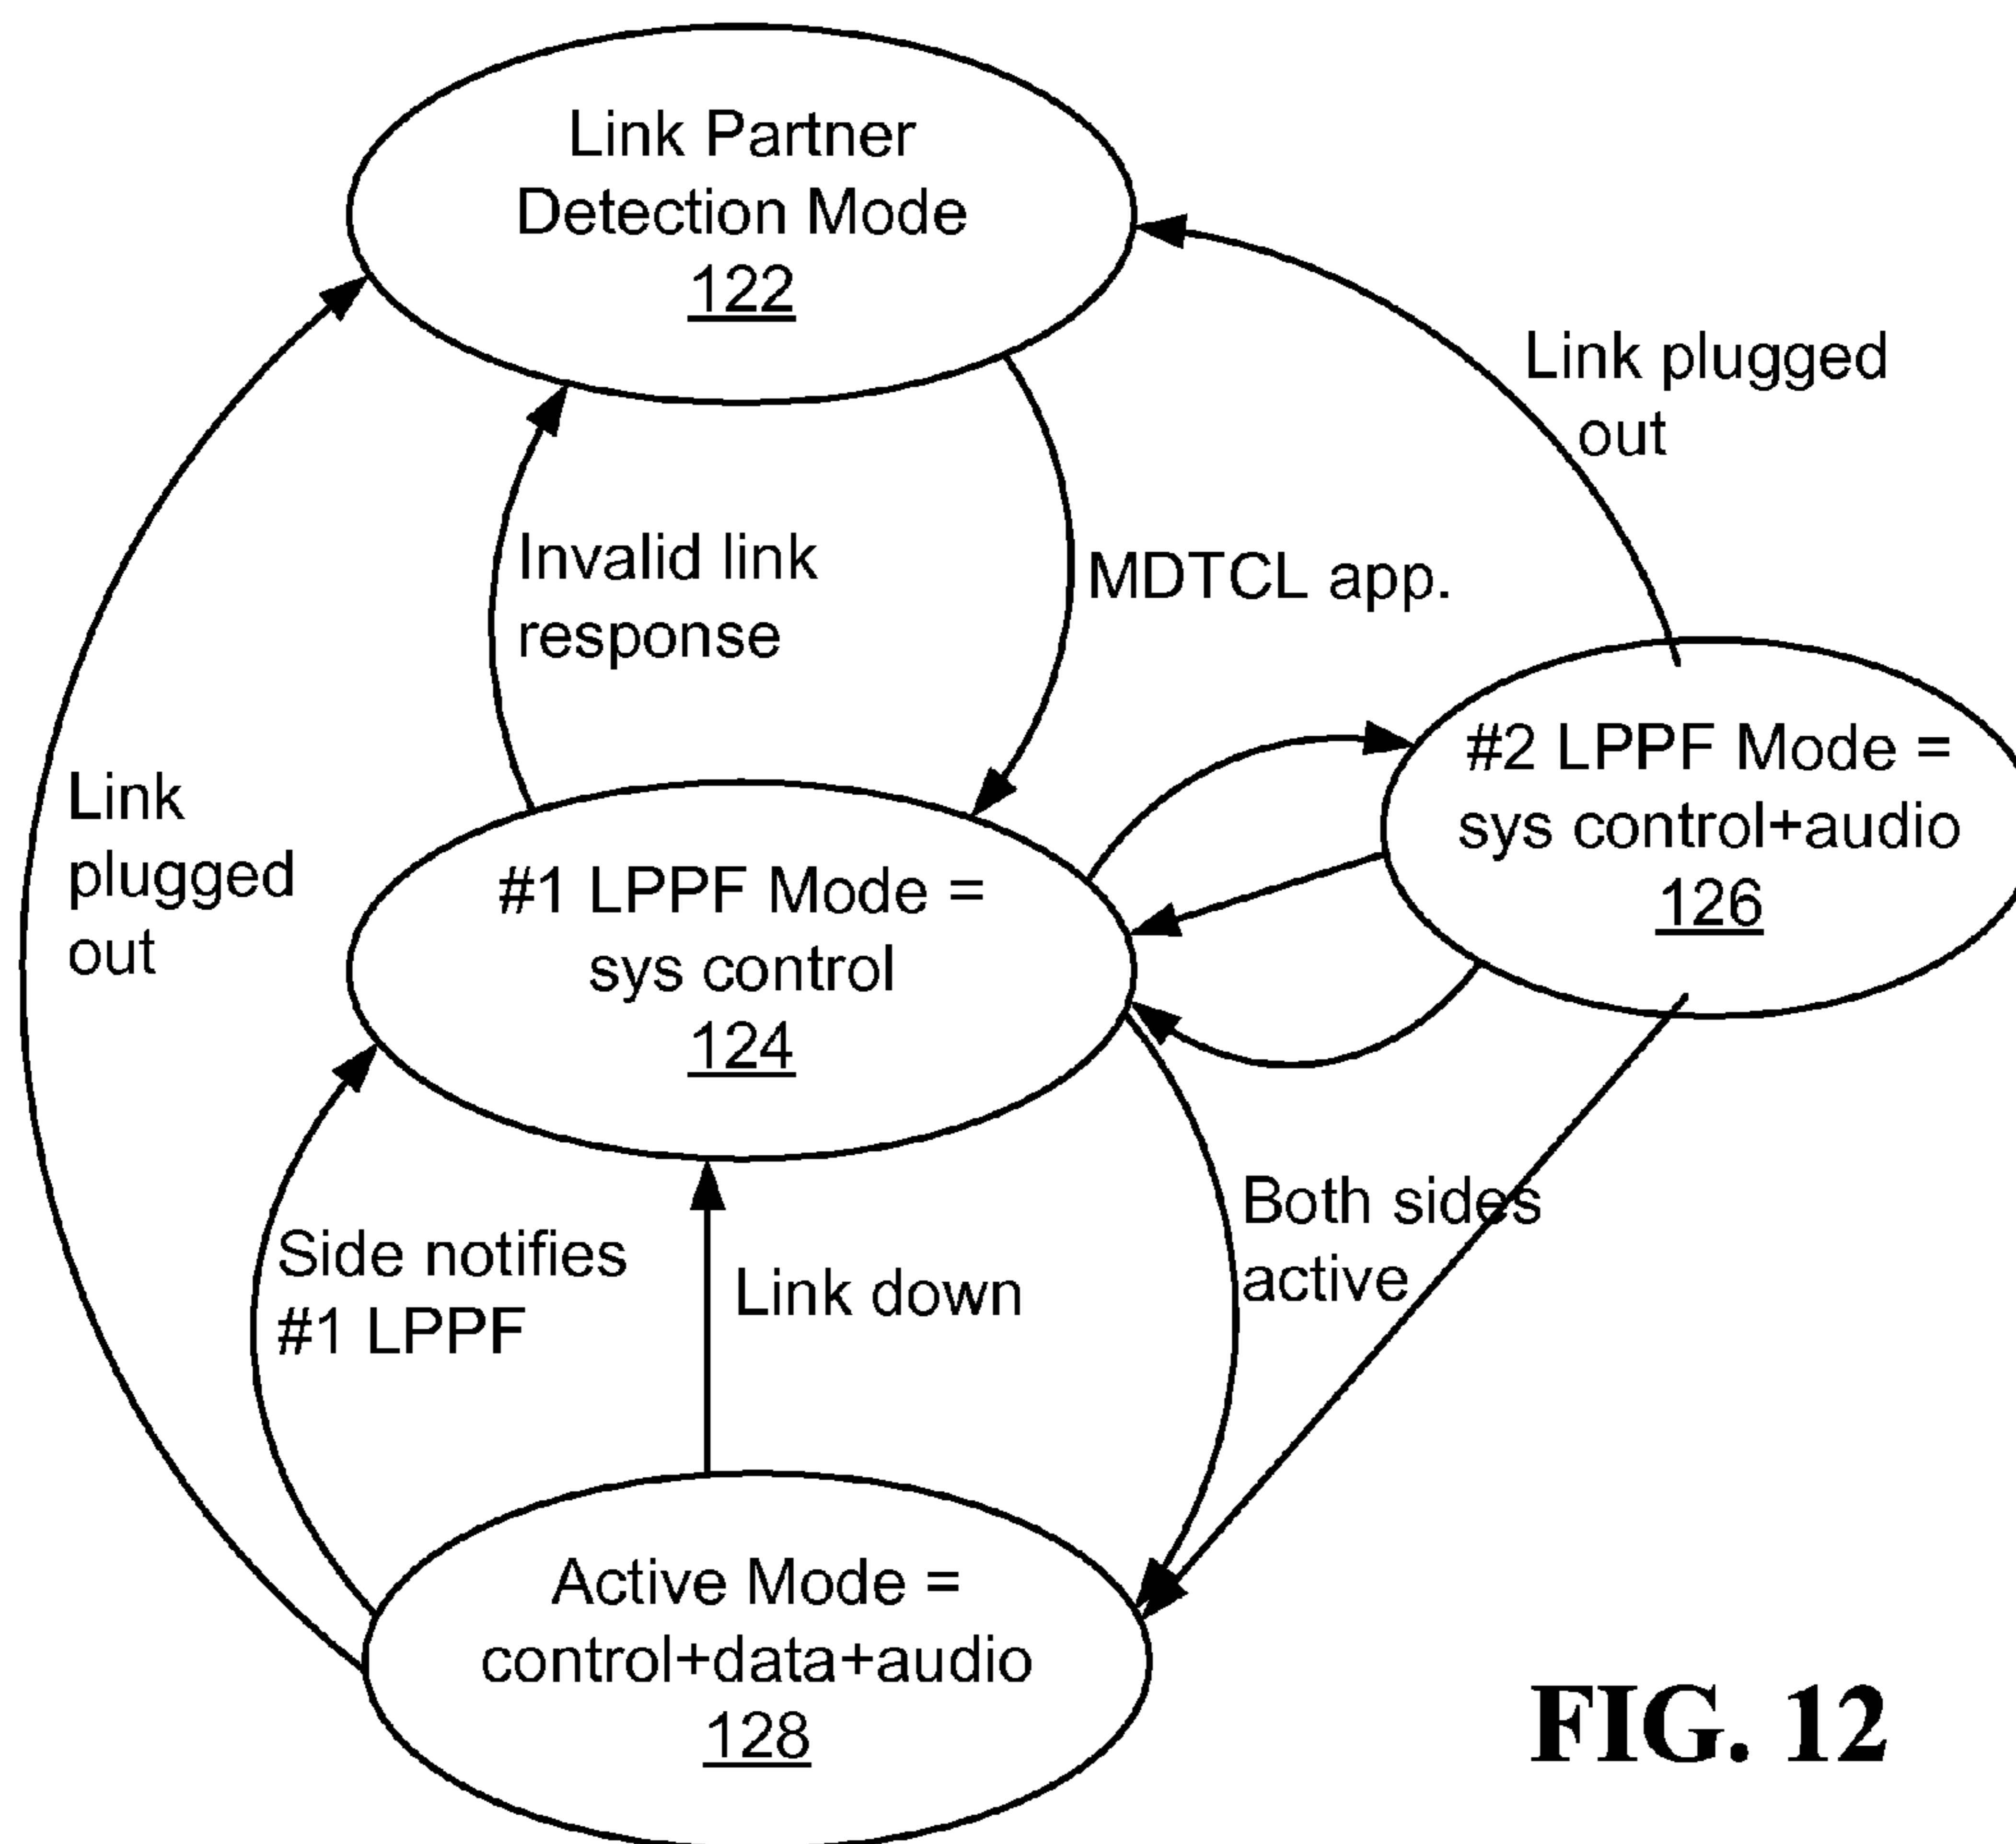 Link Partner
Detection Mode
122
Link plugged
out
Invalid link
response
MDTCL app.
#2 LPPF Mode =
sys control+audio
126
Link
plugged
out
#1 LPPF Mode =
sys control
124
Both sides
active
Side notifies
#1 LPPF
Link down
Active Mode =
control+data+audio
128
FIG. 12